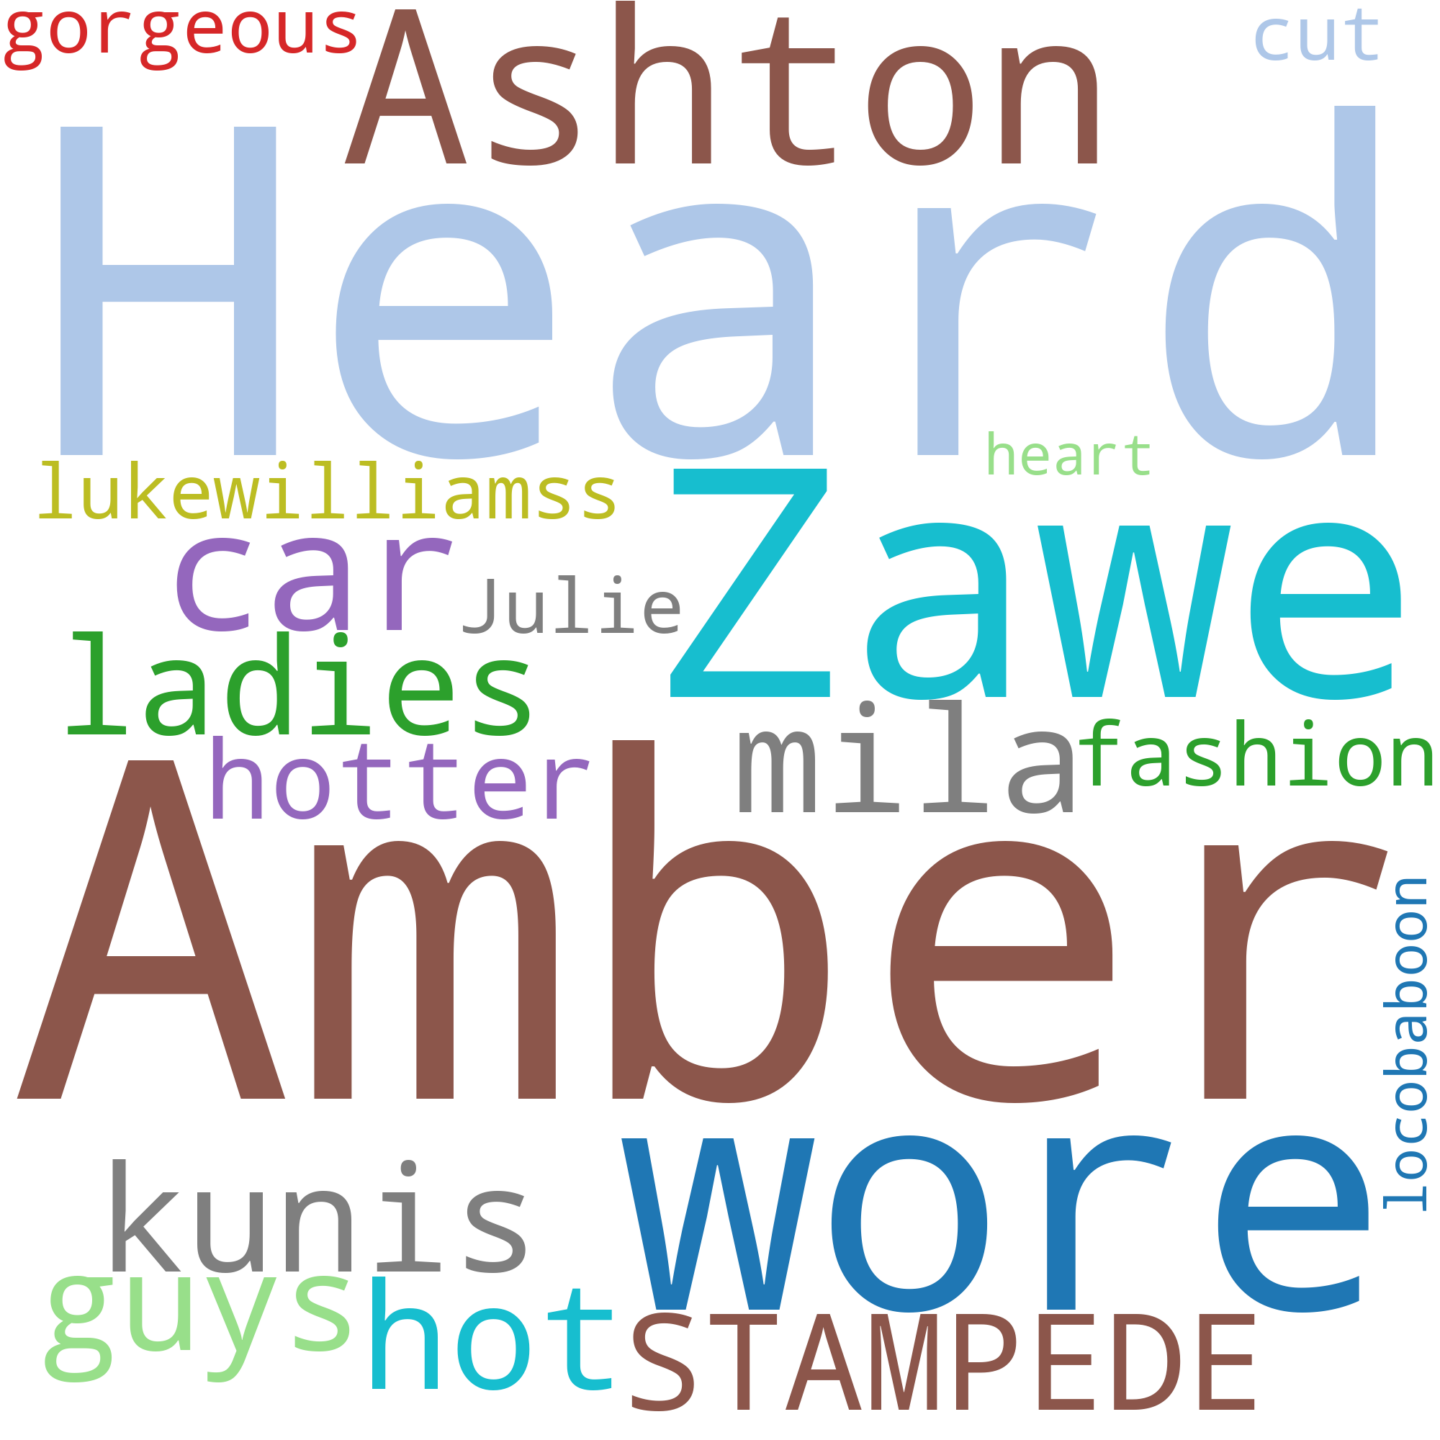 gorgeous
Ashton
cut
Heard
heart
lukewilliamss
Zawe
car
Julie
ladies
mila
fashion
hotter
Amber
locobaboon
wore
kunis
guys
hot
STAMPEDE